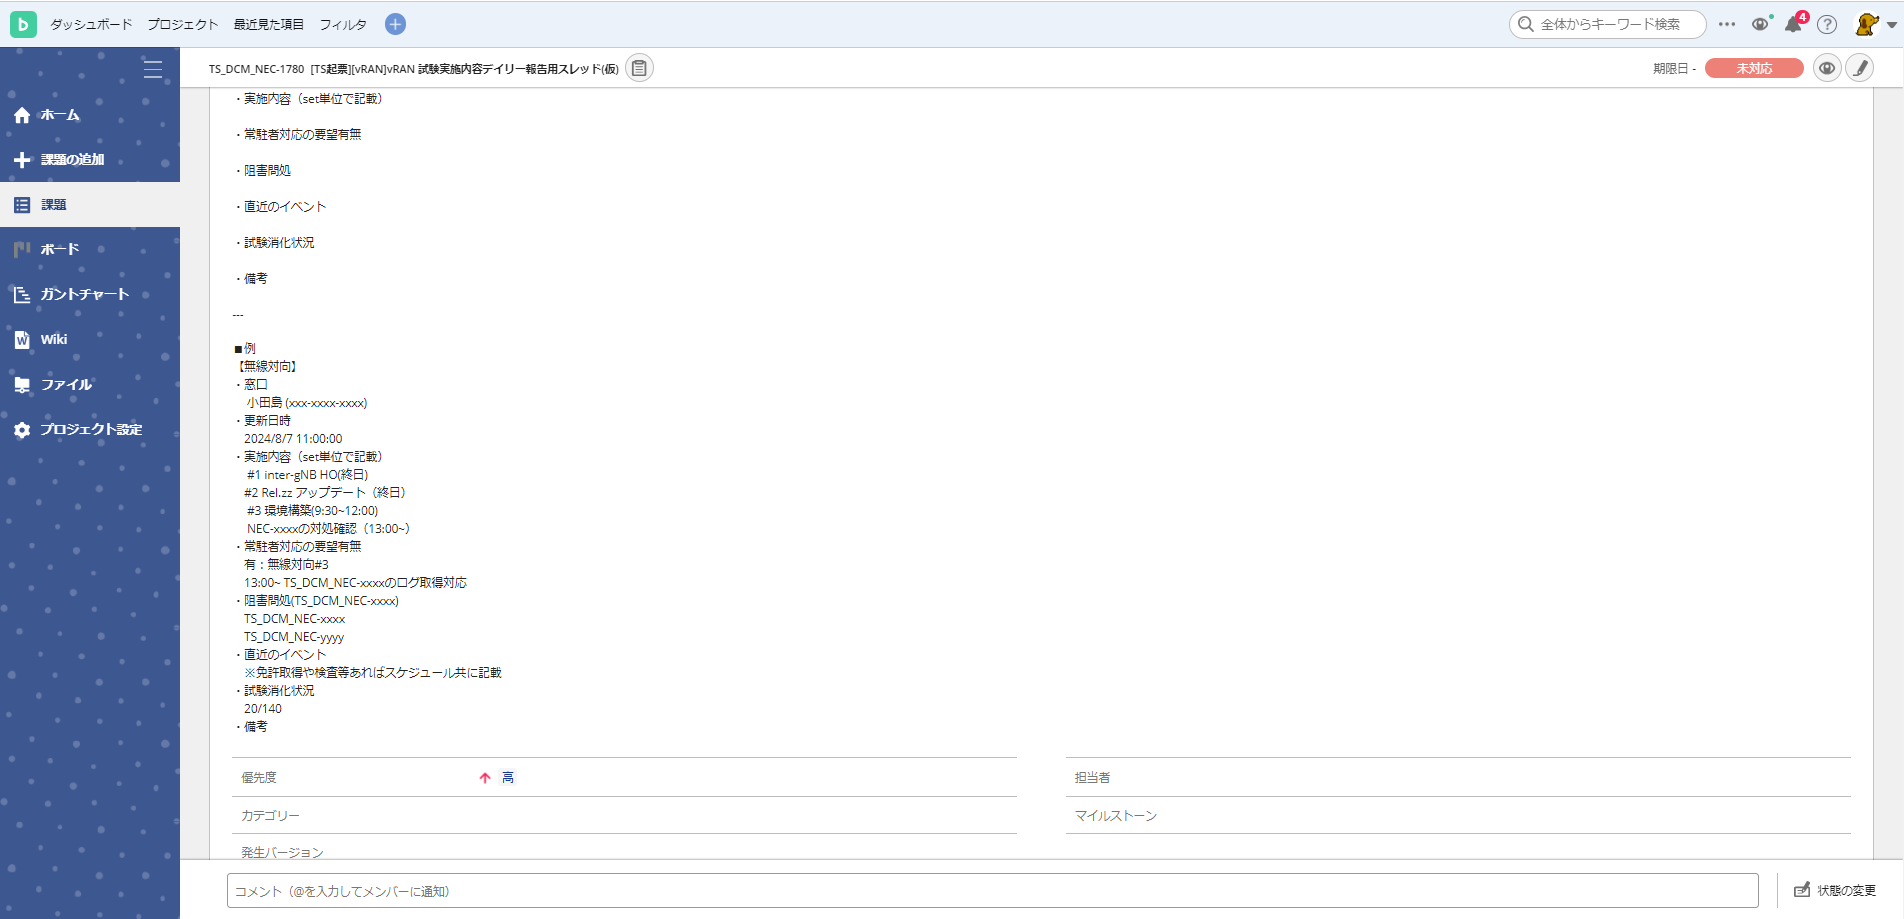 b ダッシュボード プロジェクト 最近見た項目 フィルタ
全体からキーワード検索 4 ?
TS_DCM_NEC-1780 [TS起票][vRAN]vRAN 試験実施内容デイリー報告用スレッド(仮)
期限日 - 未対応
ホーム
課題の追加
課題
ボード
ガントチャート
W Wiki
ファイル
プロジェクト設定
・実施内容（set単位で記載）
・常駐者対応の要望有無
・阻害問処
・直近のイベント
・試験消化状況
・備考
---
■例
【無線対向】
・窓口
小田島 (xxx-xxxx-xxxx)
・更新日時
2024/8/7 11:00:00
・実施内容（set単位で記載）
#1 inter-gNB HO(終日)
#2 Rel.zz アップデート（終日）
#3 環境構築(9:30~12:00)
NEC-xxxxの対処確認（13:00~）
・常駐者対応の要望有無
有：無線対向#3
13:00~ TS_DCM_NEC-xxxxのログ取得対応
・阻害問処(TS_DCM_NEC-xxxx)
TS_DCM_NEC-xxxx
TS_DCM_NEC-yyyy
・直近のイベント
※免許取得や検査等あればスケジュール共に記載
・試験消化状況
20/140
・備考
優先度 高
担当者
カテゴリー
マイルストーン
発生バージョン
コメント（@を入力してメンバーに通知）
状態の変更